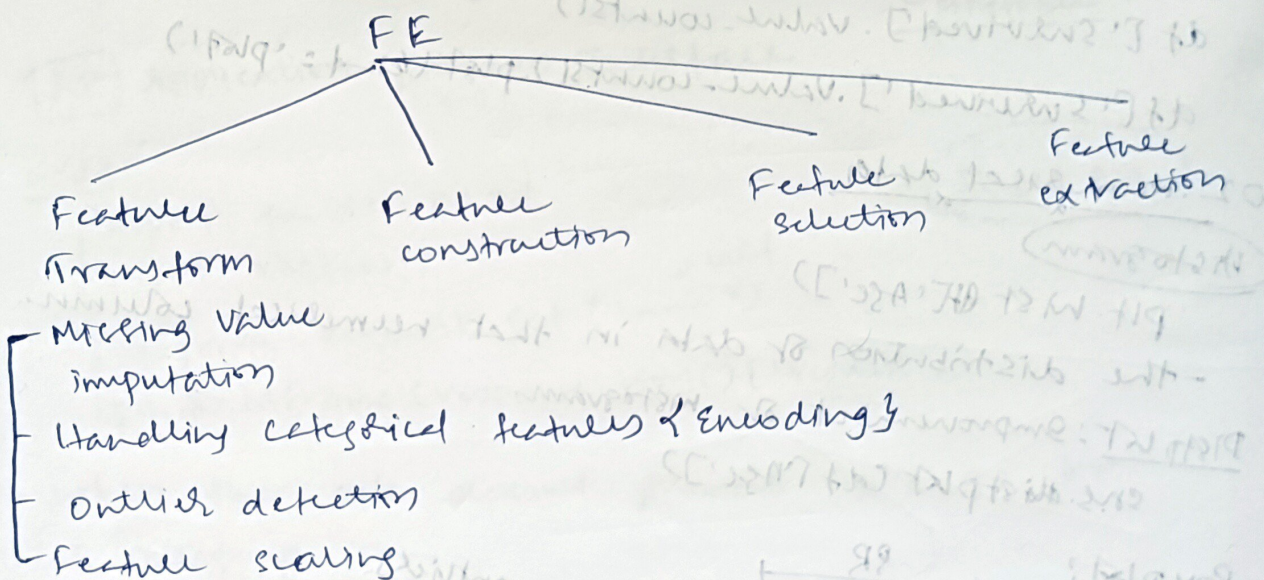 FE
Feature
Transform
Feature
constraction
Feature
selection
Feature
extraction
- Missing value
imputation
- Handling categorical features {Encoding}
- Outlier detection
- Feature scaling